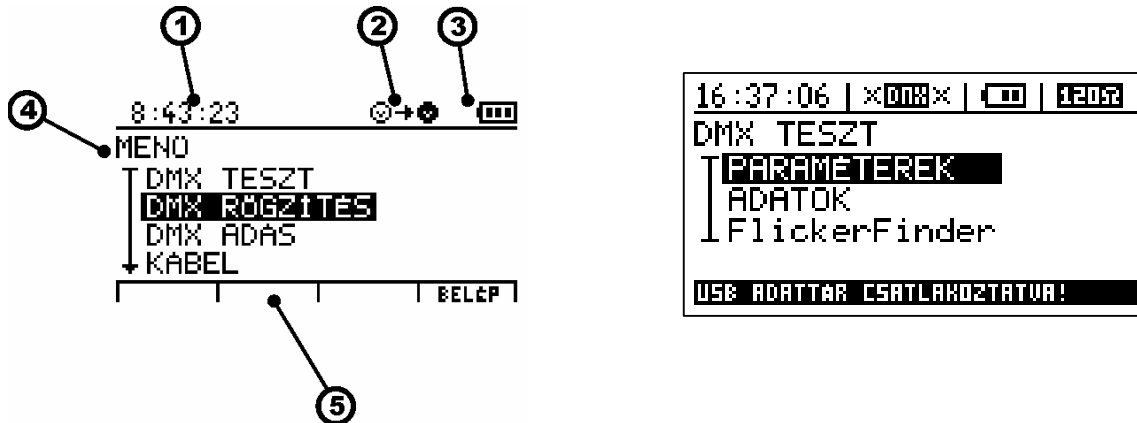 1
2
3
4
8:43:23
MENÜ
DMX TESZT
DMX RÖGZÍTÉS
DMX ADÁS
KÁBEL
BELÉP
5
16:37:06 | ×DMX× | | 120Ω
DMX TESZT
PARAMÉTEREK
ADATOK
FlickerFinder
USB ADATTÁR CSATLAKOZTATVA!